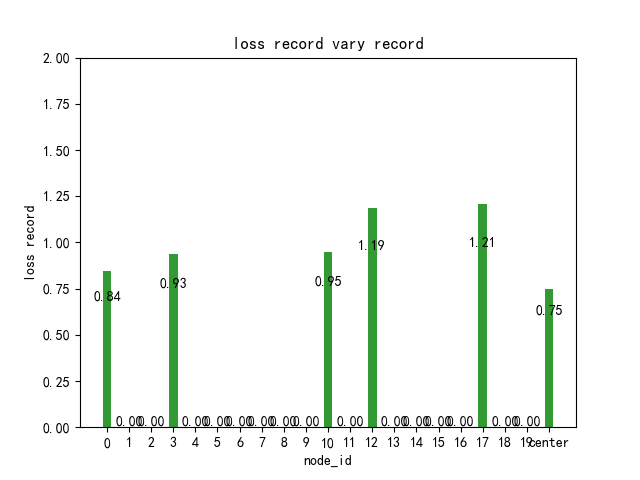 loss record vary record
2.00
1.75
1.50
1.25
1.00
0.75
0.50
0.25
0.00
loss record
0.84 0.00 0.00 0.93 0.00 0.00 0.00 0.00 0.00 0.00 0.95 0.00 1.19 0.00 0.00 0.00 0.00 1.21 0.00 0.00 0.75
0 1 2 3 4 5 6 7 8 9 10 11 12 13 14 15 16 17 18 19 center
node_id